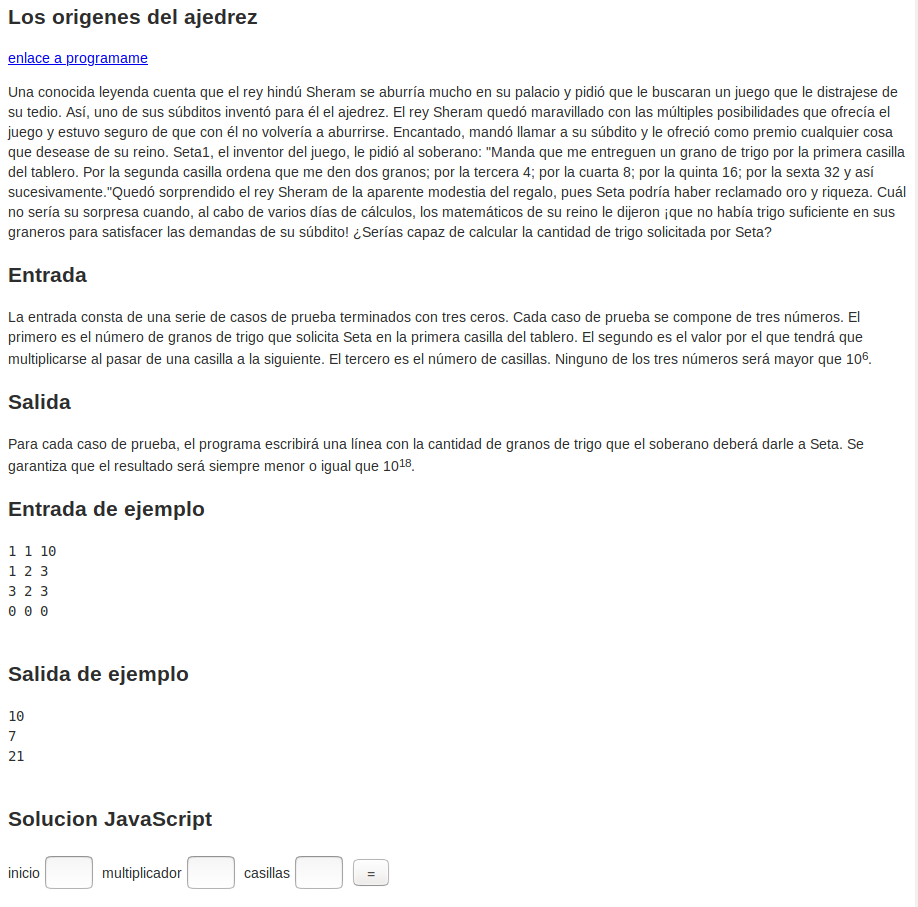 Los origenes del ajedrez
enlace a programame
Una conocida leyenda cuenta que el rey hindú Sheram se aburría mucho en su palacio y pidió que le buscaran un juego que le distrajese de
su tedio. Así, uno de sus súbditos inventó para él el ajedrez. El rey Sheram quedó maravillado con las múltiples posibilidades que ofrecía el
juego y estuvo seguro de que con él no volvería a aburrirse. Encantado, mandó llamar a su súbdito y le ofreció como premio cualquier cosa
que desease de su reino. Seta1, el inventor del juego, le pidió al soberano: "Manda que me entreguen un grano de trigo por la primera casilla
del tablero. Por la segunda casilla ordena que me den dos granos; por la tercera 4; por la cuarta 8; por la quinta 16; por la sexta 32 y así
sucesivamente."Quedó sorprendido el rey Sheram de la aparente modestia del regalo, pues Seta podría haber reclamado oro y riqueza. Cuál
no sería su sorpresa cuando, al cabo de varios días de cálculos, los matemáticos de su reino le dijeron ¡que no había trigo suficiente en sus
graneros para satisfacer las demandas de su súbdito! ¿Serías capaz de calcular la cantidad de trigo solicitada por Seta?
Entrada
La entrada consta de una serie de casos de prueba terminados con tres ceros. Cada caso de prueba se compone de tres números. El
primero es el número de granos de trigo que solicita Seta en la primera casilla del tablero. El segundo es el valor por el que tendrá que
multiplicarse al pasar de una casilla a la siguiente. El tercero es el número de casillas. Ninguno de los tres números será mayor que 10⁶.
Salida
Para cada caso de prueba, el programa escribirá una línea con la cantidad de granos de trigo que el soberano deberá darle a Seta. Se
garantiza que el resultado será siempre menor o igual que 10¹⁸.
Entrada de ejemplo
1 1 10
1 2 3
3 2 3
0 0 0
Salida de ejemplo
10
7
21
Solucion JavaScript
inicio multiplicador casillas =